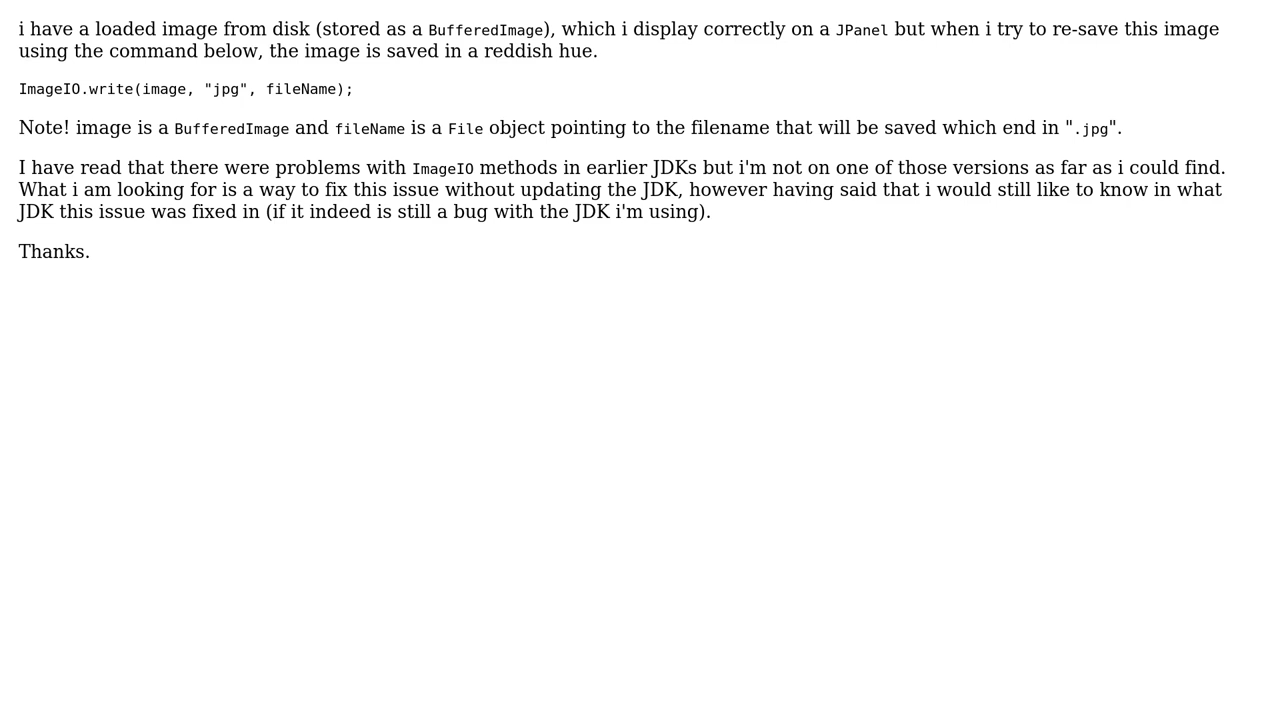 i have a loaded image from disk (stored as a BufferedImage), which i display correctly on a JPanel but when i try to re-save this image
using the command below, the image is saved in a reddish hue.
ImageIO.write(image, "jpg", fileName);
Note! image is a BufferedImage and fileName is a File object pointing to the filename that will be saved which end in ".jpg".
I have read that there were problems with ImageIO methods in earlier JDKs but i'm not on one of those versions as far as i could find.
What i am looking for is a way to fix this issue without updating the JDK, however having said that i would still like to know in what
JDK this issue was fixed in (if it indeed is still a bug with the JDK i'm using).
Thanks.